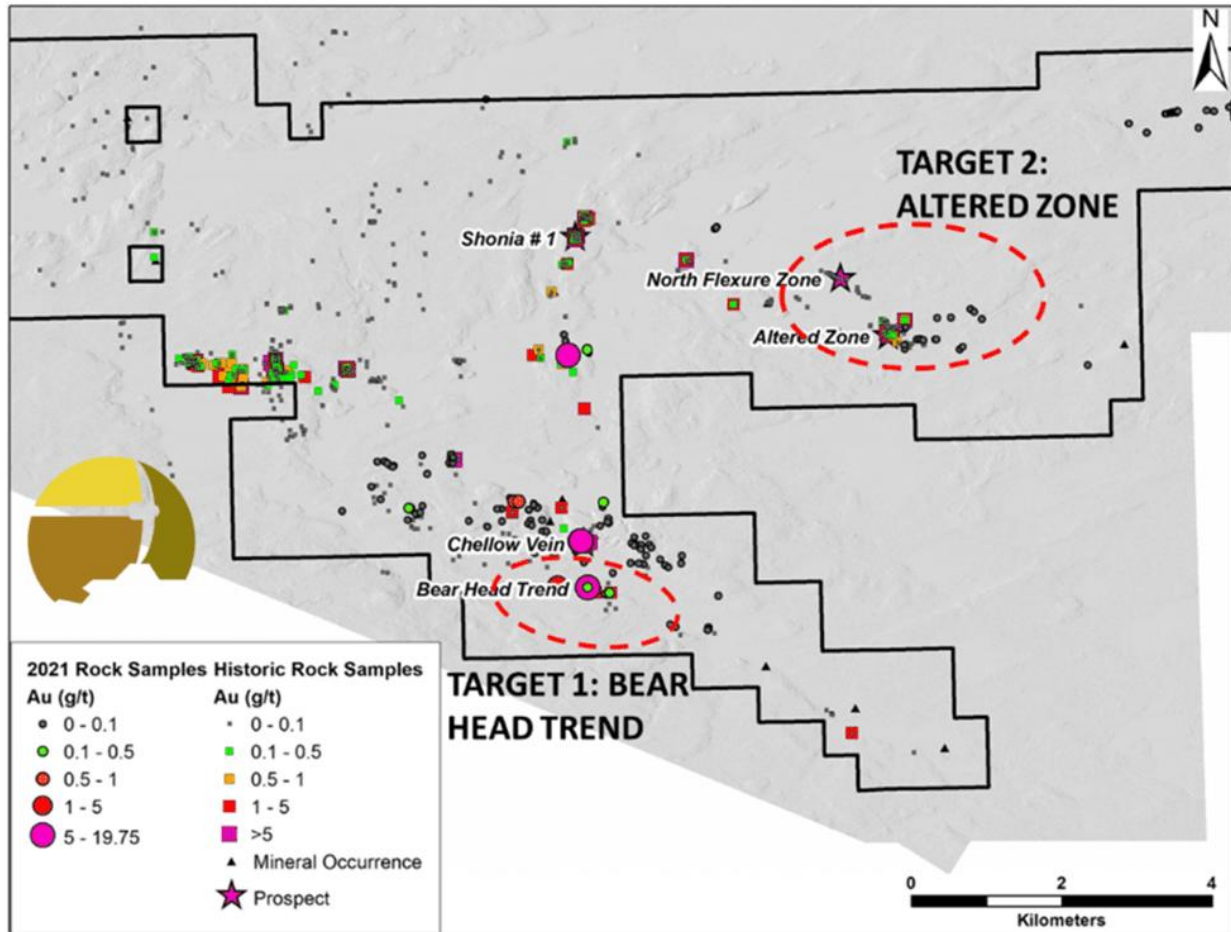 N
TARGET 2:
ALTERED ZONE
Shonia # 1
North Flexure Zone
Altered Zone
Chellow Vein
Bear Head Trend
TARGET 1: BEAR
HEAD TREND
2021 Rock Samples
Au (g/t)
0 - 0.1
0.1 - 0.5
0.5 - 1
1 - 5
5 - 19.75
Historic Rock Samples
Au (g/t)
0 - 0.1
0.1 - 0.5
0.5 - 1
1 - 5
>5
Mineral Occurrence
Prospect
0 2 4
Kilometers